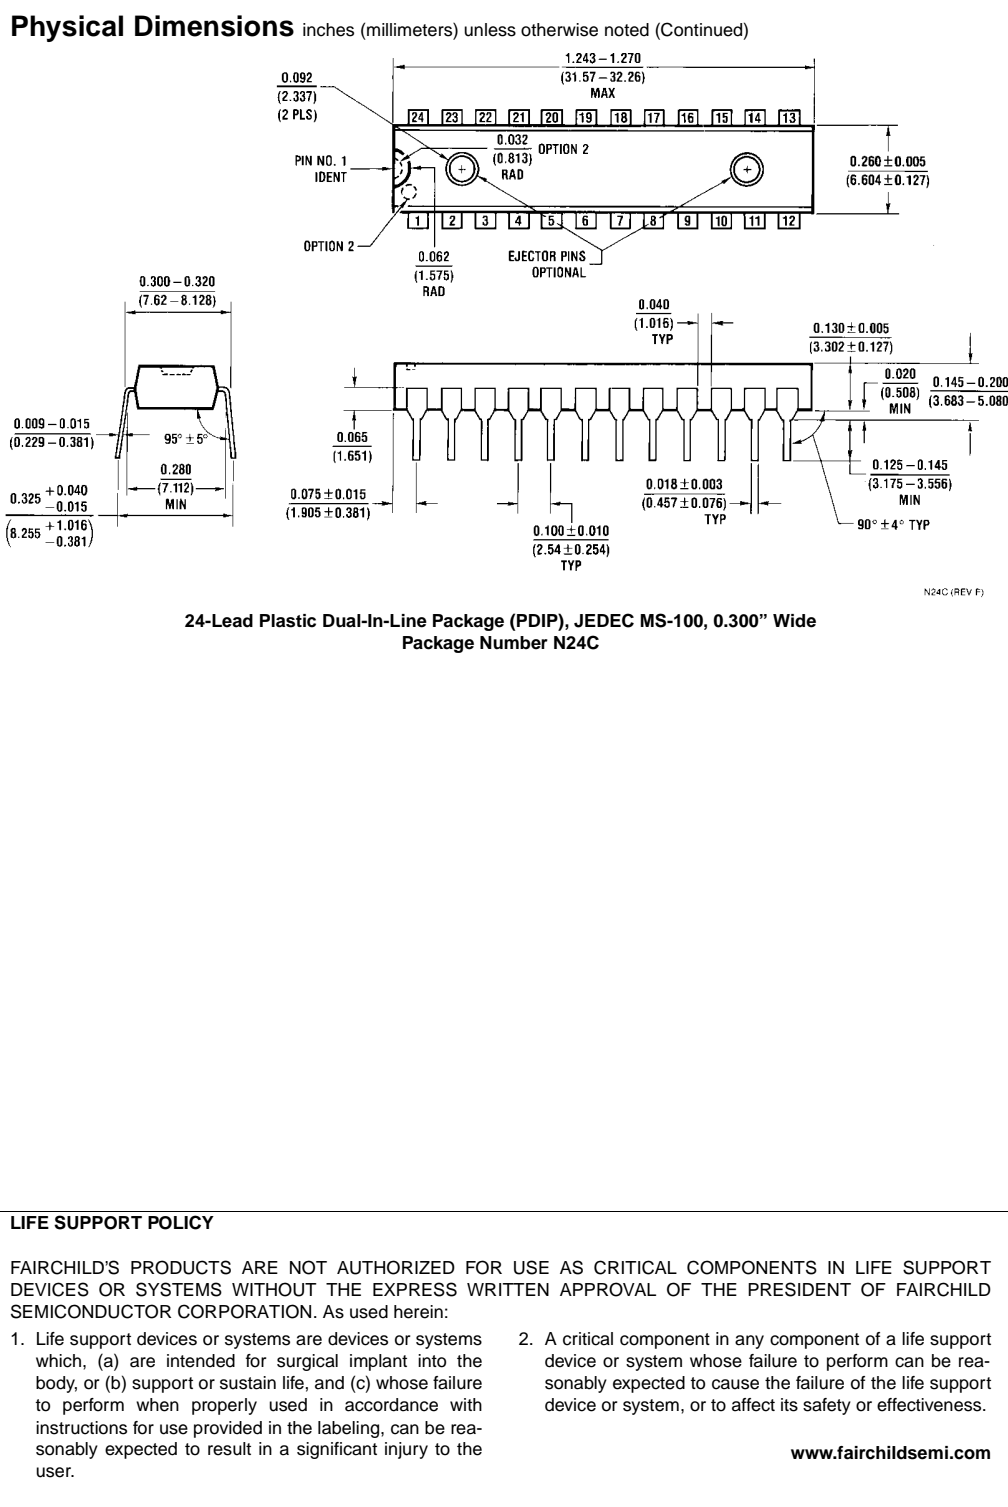 Physical Dimensions inches (millimeters) unless otherwise noted (Continued)
1.243 – 1.270
(31.57 – 32.26)
MAX
0.092
(2.337)
(2 PLS)
24 23 22 21 20 19 18 17 16 15 14 13
0.032
(0.813)
RAD
OPTION 2
PIN NO. 1
IDENT
0.260 ± 0.005
(6.604 ± 0.127)
1 2 3 4 5 6 7 8 9 10 11 12
OPTION 2
0.062
(1.575)
RAD
EJECTOR PINS
OPTIONAL
0.300 – 0.320
(7.62 – 8.128)
0.040
(1.016)
TYP
0.130 ± 0.005
(3.302 ± 0.127)
0.020
(0.508)
MIN
0.145 – 0.200
(3.683 – 5.080
0.009 – 0.015
(0.229 – 0.381)
95° ± 5°
0.065
(1.651)
0.280
(7.112)
MIN
0.125 – 0.145
(3.175 – 3.556)
MIN
0.325 +0.040
–0.015
(8.255 +1.016
–0.381)
0.075 ± 0.015
(1.905 ± 0.381)
0.018 ± 0.003
(0.457 ± 0.076)
TYP
90° ± 4° TYP
0.100 ± 0.010
(2.54 ± 0.254)
TYP
N24C (REV F)
24-Lead Plastic Dual-In-Line Package (PDIP), JEDEC MS-100, 0.300” Wide
Package Number N24C
LIFE SUPPORT POLICY
FAIRCHILD’S PRODUCTS ARE NOT AUTHORIZED FOR USE AS CRITICAL COMPONENTS IN LIFE SUPPORT
DEVICES OR SYSTEMS WITHOUT THE EXPRESS WRITTEN APPROVAL OF THE PRESIDENT OF FAIRCHILD
SEMICONDUCTOR CORPORATION. As used herein:
1. Life support devices or systems are devices or systems
which, (a) are intended for surgical implant into the
body, or (b) support or sustain life, and (c) whose failure
to perform when properly used in accordance with
instructions for use provided in the labeling, can be rea-
sonably expected to result in a significant injury to the
user.
2. A critical component in any component of a life support
device or system whose failure to perform can be rea-
sonably expected to cause the failure of the life support
device or system, or to affect its safety or effectiveness.
www.fairchildsemi.com